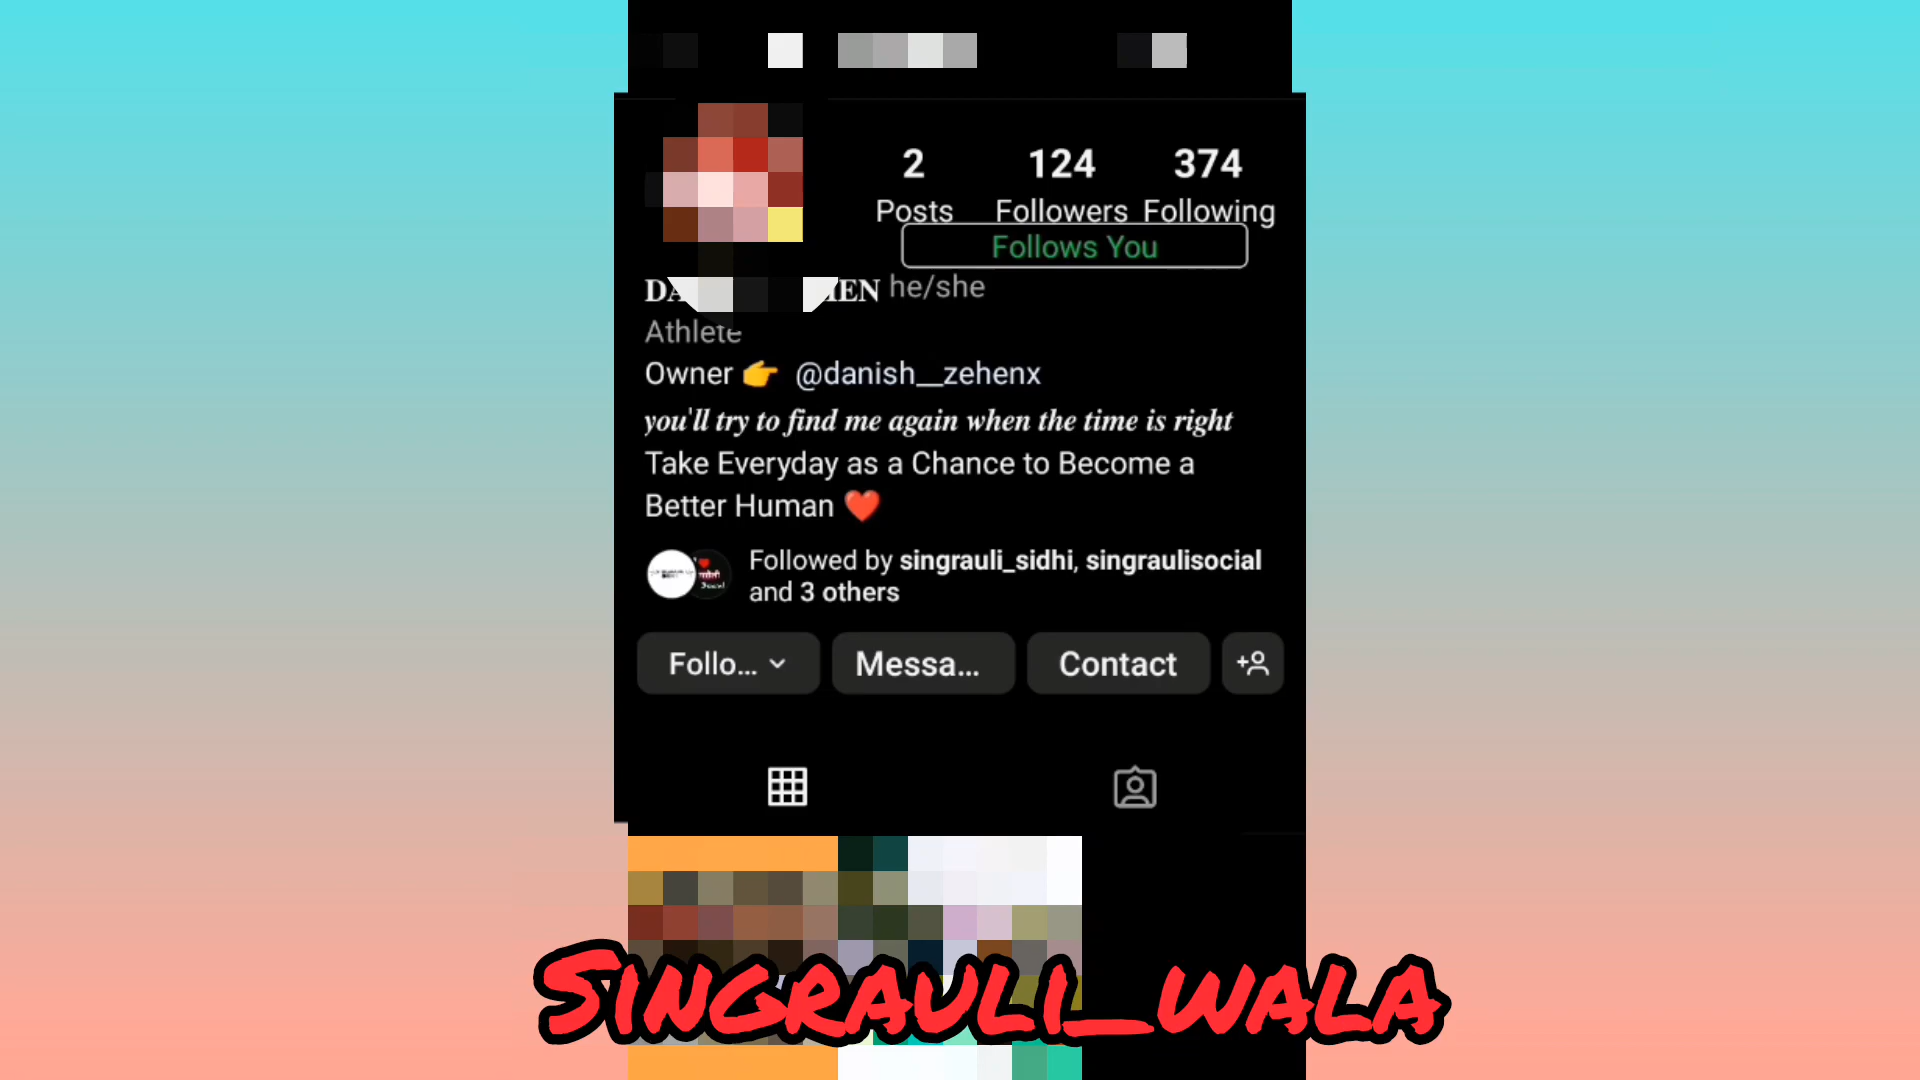 2 124 374
Posts Followers Following
Follows You
he/she
Athlete
Owner 👉 @danish__zehenx
you'll try to find me again when the time is right
Take Everyday as a Chance to Become a
Better Human ❤️
Followed by singrauli_sidhi, singraulisocial
and 3 others
Follo... Messa... Contact
Singrauli_wala